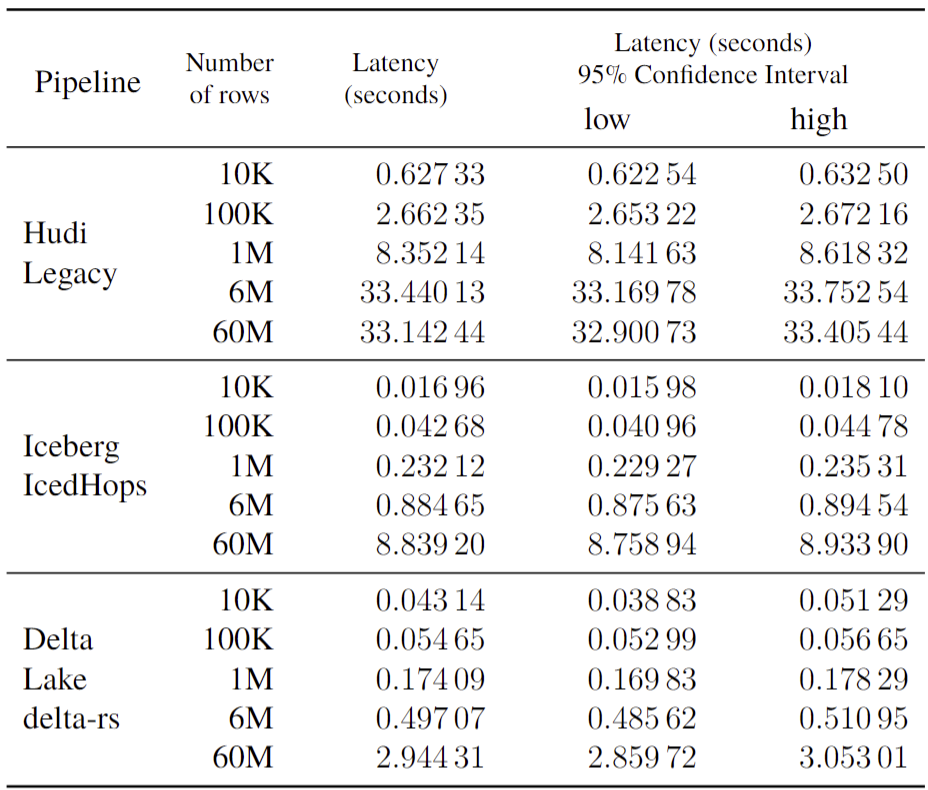 Pipeline Number of rows Latency (seconds) Latency (seconds) 95% Confidence Interval
low high
Hudi Legacy
10K 0.627 33 0.622 54 0.632 50
100K 2.662 35 2.653 22 2.672 16
1M 8.352 14 8.141 63 8.618 32
6M 33.440 13 33.169 78 33.752 54
60M 33.142 44 32.900 73 33.405 44
Iceberg IcedHops
10K 0.016 96 0.015 98 0.018 10
100K 0.042 68 0.040 96 0.044 78
1M 0.232 12 0.229 27 0.235 31
6M 0.884 65 0.875 63 0.894 54
60M 8.839 20 8.758 94 8.933 90
Delta Lake delta-rs
10K 0.043 14 0.038 83 0.051 29
100K 0.054 65 0.052 99 0.056 65
1M 0.174 09 0.169 83 0.178 29
6M 0.497 07 0.485 62 0.510 95
60M 2.944 31 2.859 72 3.053 01